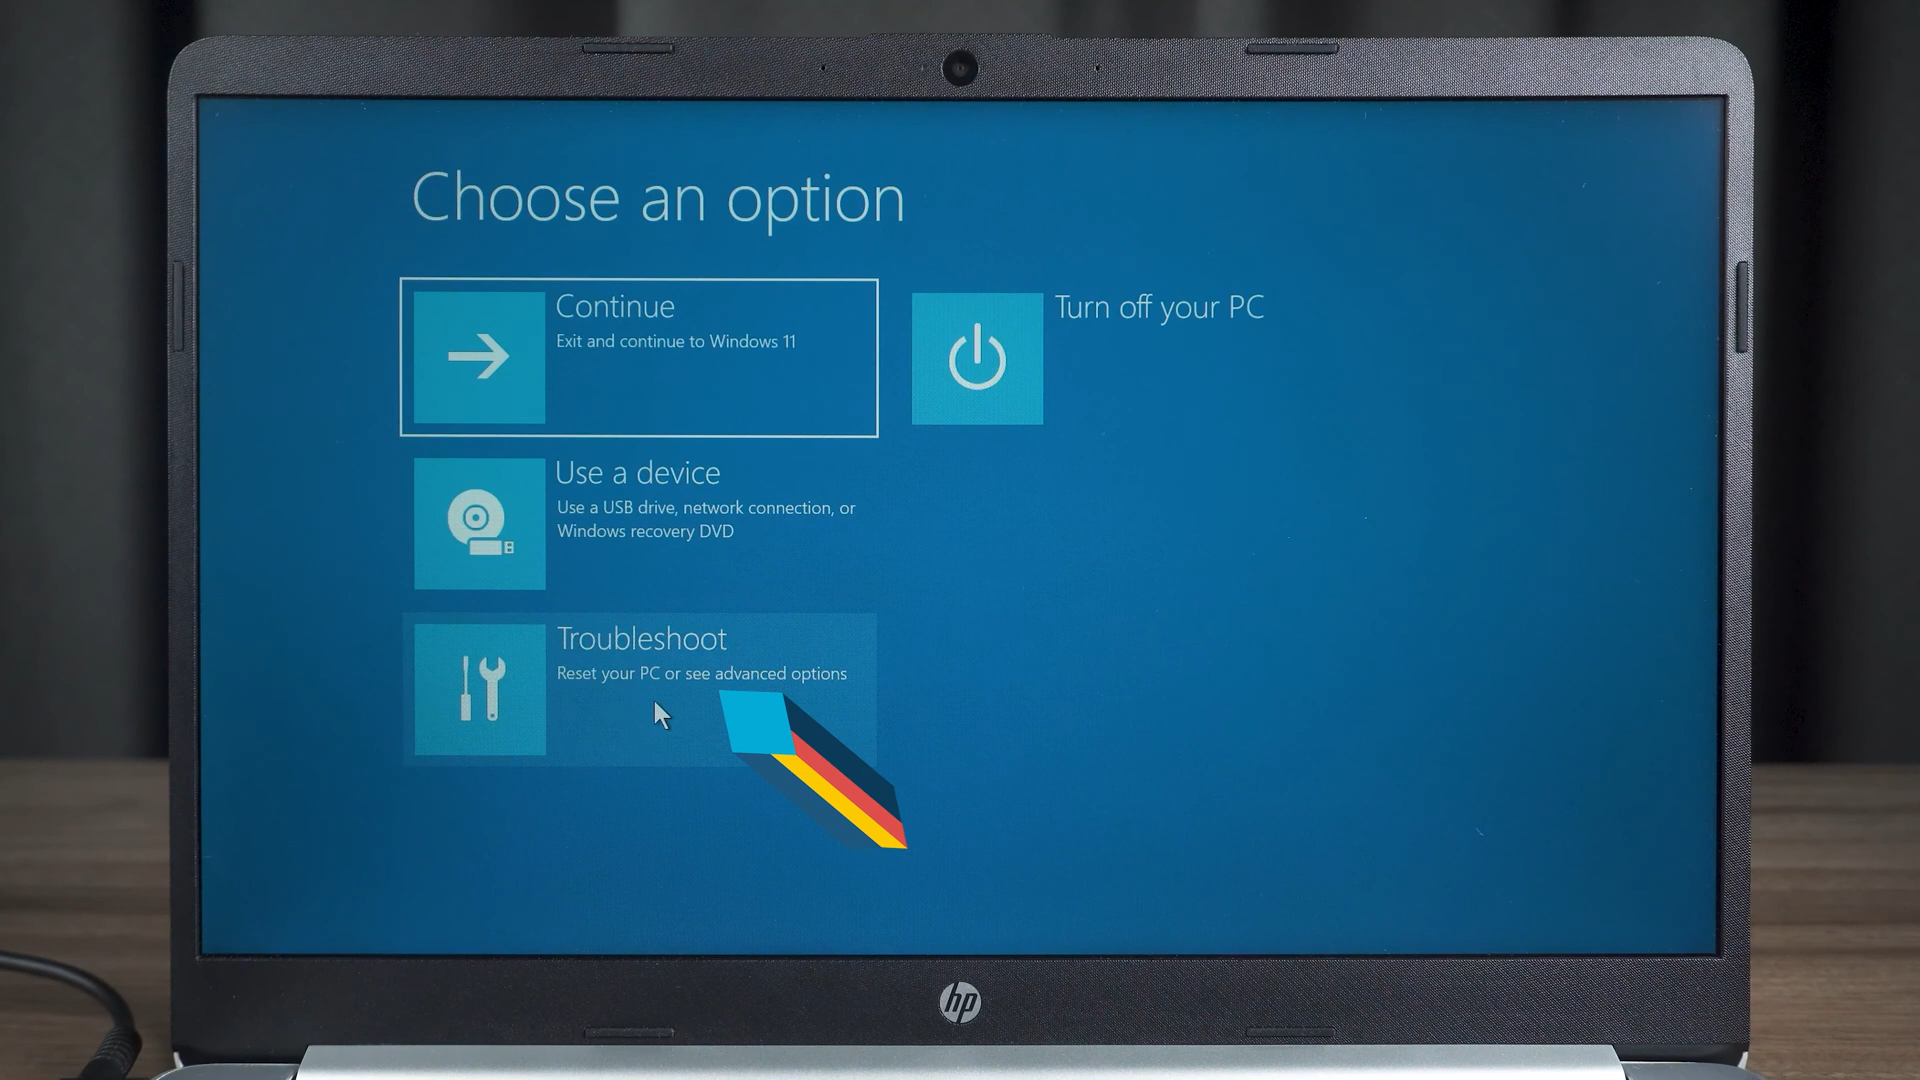 Choose an option
Continue
Exit and continue to Windows 11
Turn off your PC
Use a device
Use a USB drive, network connection, or
Windows recovery DVD
Troubleshoot
Reset your PC or see advanced options
hp